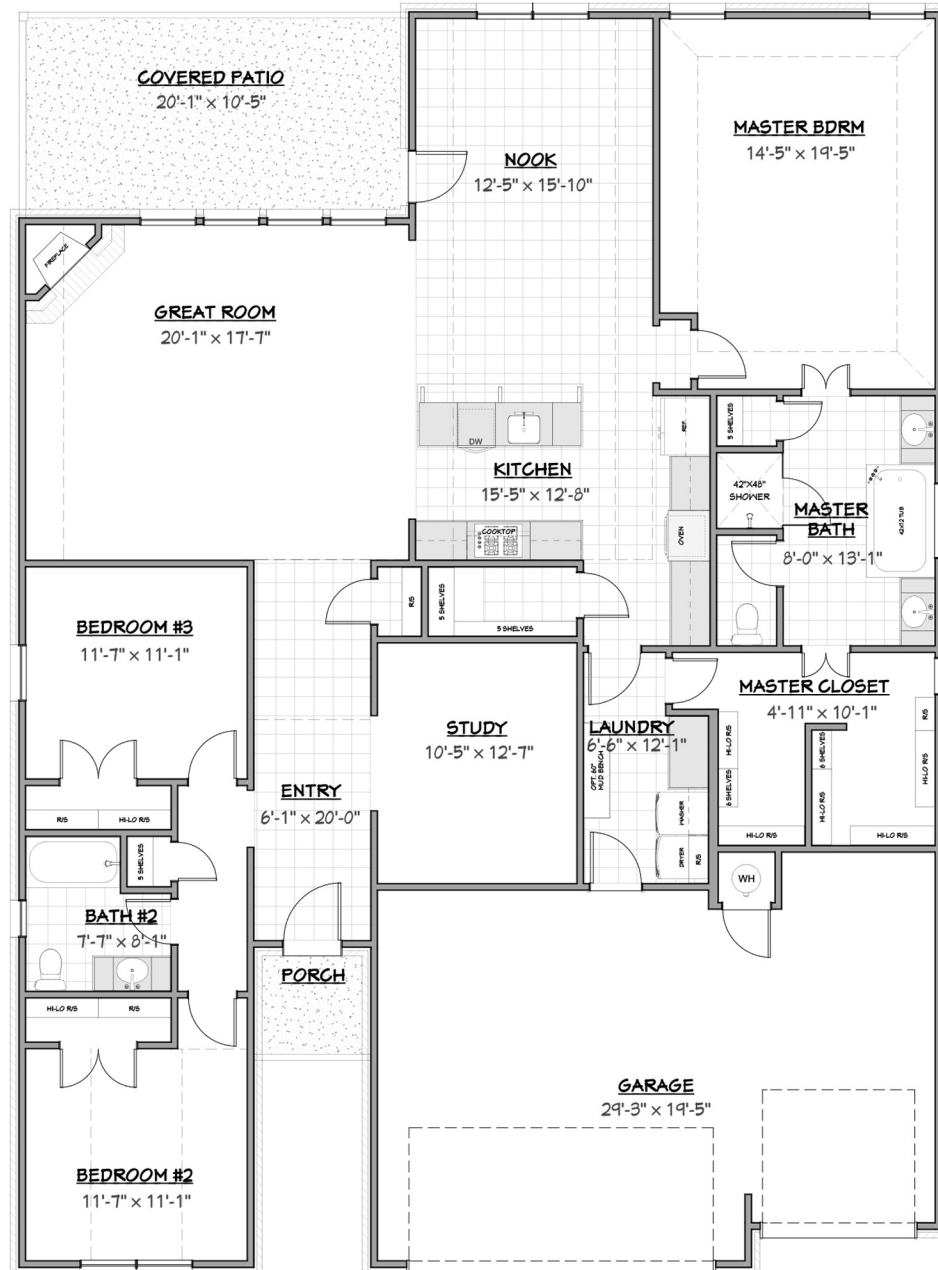 COVERED PATIO
20'-1" x 10'-5"
NOOK
12'-5" x 15'-10"
MASTER BDRM
14'-5" x 19'-5"
FIREPLACE
GREAT ROOM
20'-1" x 17'-7"
DW
REF.
5 SHELVES
KITCHEN
15'-5" x 12'-8"
COOKTOP
OVEN
42"X48"
SHOWER
MASTER
BATH
8'-0" x 13'-1"
42x72 TUB
BEDROOM #3
11'-7" x 11'-1"
R/S
5 SHELVES
5 SHELVES
STUDY
10'-5" x 12'-7"
LAUNDRY
6'-6" x 12'-1"
OPT. 60"
MUD BENCH
WASHER
DRYER
R/S
MASTER CLOSET
4'-11" x 10'-1"
HI-LO R/S
6 SHELVES
HI-LO R/S
6 SHELVES
HI-LO R/S
R/S
HI-LO R/S
HI-LO R/S
R/S
HI-LO R/S
ENTRY
6'-1" x 20'-0"
5 SHELVES
BATH #2
7'-7" x 8'-1"
WH
PORCH
HI-LO R/S
R/S
GARAGE
29'-3" x 19'-5"
BEDROOM #2
11'-7" x 11'-1"